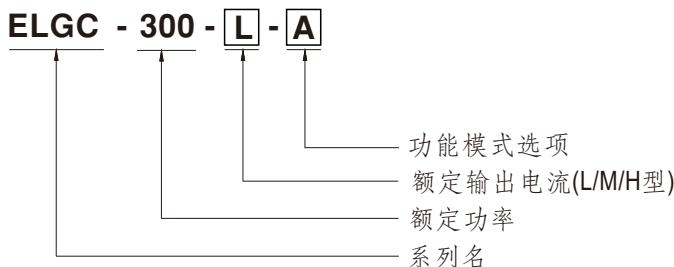 ELGC - 300 - L - A
功能模式选项
额定输出电流(L/M/H型)
额定功率
系列名